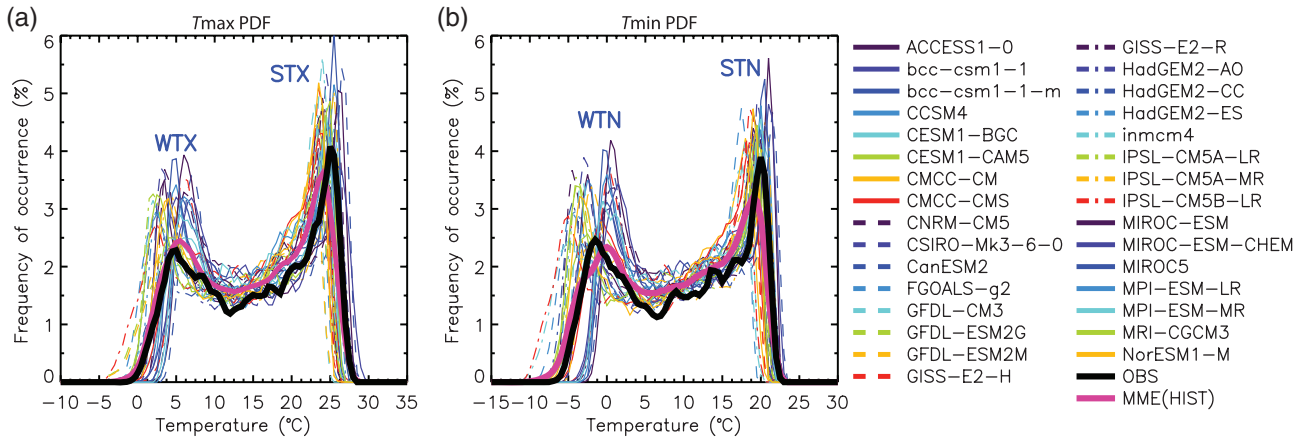 (a)
Tmax PDF
Frequency of occurrence (%)
6
5
4
3
2
1
0
WTX
STX
-10 -5 0 5 10 15 20 25 30 35
Temperature (°C)
(b)
Tmin PDF
Frequency of occurrence (%)
6
5
4
3
2
1
0
WTN
STN
-15 -10 -5 0 5 10 15 20 25 30
Temperature (°C)
ACCESS1-0
bcc-csm1-1
bcc-csm1-1-m
CCSM4
CESM1-BGC
CESM1-CAM5
CMCC-CM
CMCC-CMS
CNRM-CM5
CSIRO-Mk3-6-0
CanESM2
FGOALS-g2
GFDL-CM3
GFDL-ESM2G
GFDL-ESM2M
GISS-E2-H
GISS-E2-R
HadGEM2-AO
HadGEM2-CC
HadGEM2-ES
inmcm4
IPSL-CM5A-LR
IPSL-CM5A-MR
IPSL-CM5B-LR
MIROC-ESM
MIROC-ESM-CHEM
MIROC5
MPI-ESM-LR
MPI-ESM-MR
MRI-CGCM3
NorESM1-M
OBS
MME(HIST)